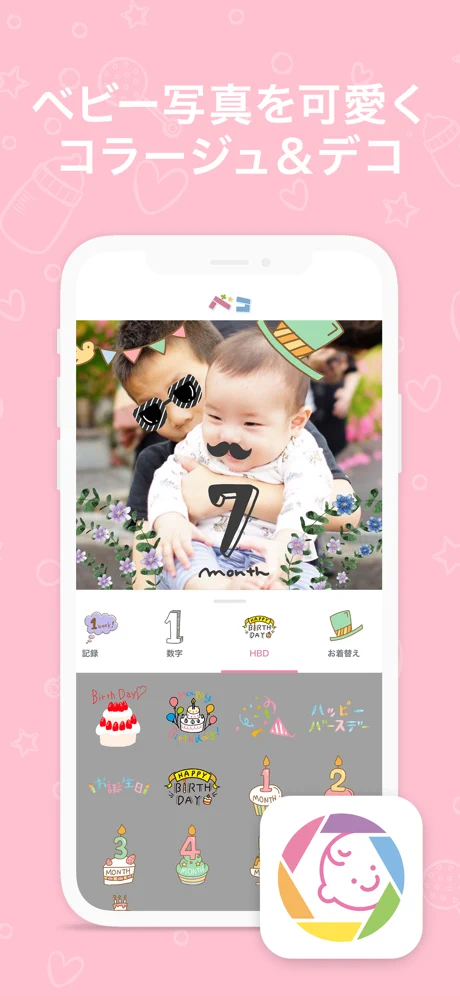 ベビー写真を可愛く
コラージュ＆デコ
ベコ
7
month
1
week!
1
HAPPY
BIRTH
DAY
記録
数字
HBD
お着替え
Birth Day♡
Happy
Birthday!
ハッピー
バースデー
お誕生日
HAPPY
BIRTH
DAY
1
MONTH
2
3
MONTH
4
MONTH